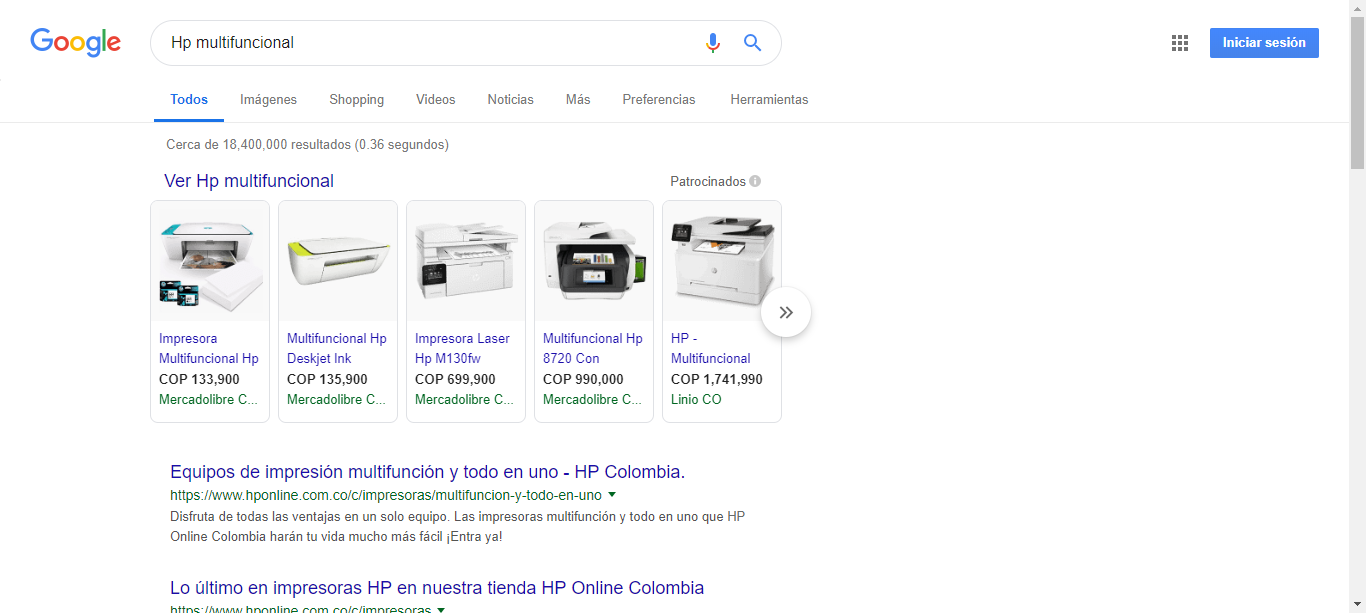 Google
Hp multifuncional
Iniciar sesión
Todos Imágenes Shopping Videos Noticias Más Preferencias Herramientas
Cerca de 18,400,000 resultados (0.36 segundos)
Ver Hp multifuncional
Patrocinados
Impresora
Multifuncional Hp
COP 133,900
Mercadolibre C...
Multifuncional Hp
Deskjet Ink
COP 135,900
Mercadolibre C...
Impresora Laser
Hp M130fw
COP 699,900
Mercadolibre C...
Multifuncional Hp
8720 Con
COP 990,000
Mercadolibre C...
HP -
Multifuncional
COP 1,741,990
Linio CO
Equipos de impresión multifunción y todo en uno - HP Colombia.
https://www.hponline.com.co/c/impresoras/multifuncion-y-todo-en-uno
Disfruta de todas las ventajas en un solo equipo. Las impresoras multifunción y todo en uno que HP
Online Colombia harán tu vida mucho más fácil ¡Entra ya!
Lo último en impresoras HP en nuestra tienda HP Online Colombia
https://www.hponline.com.co/c/impresoras